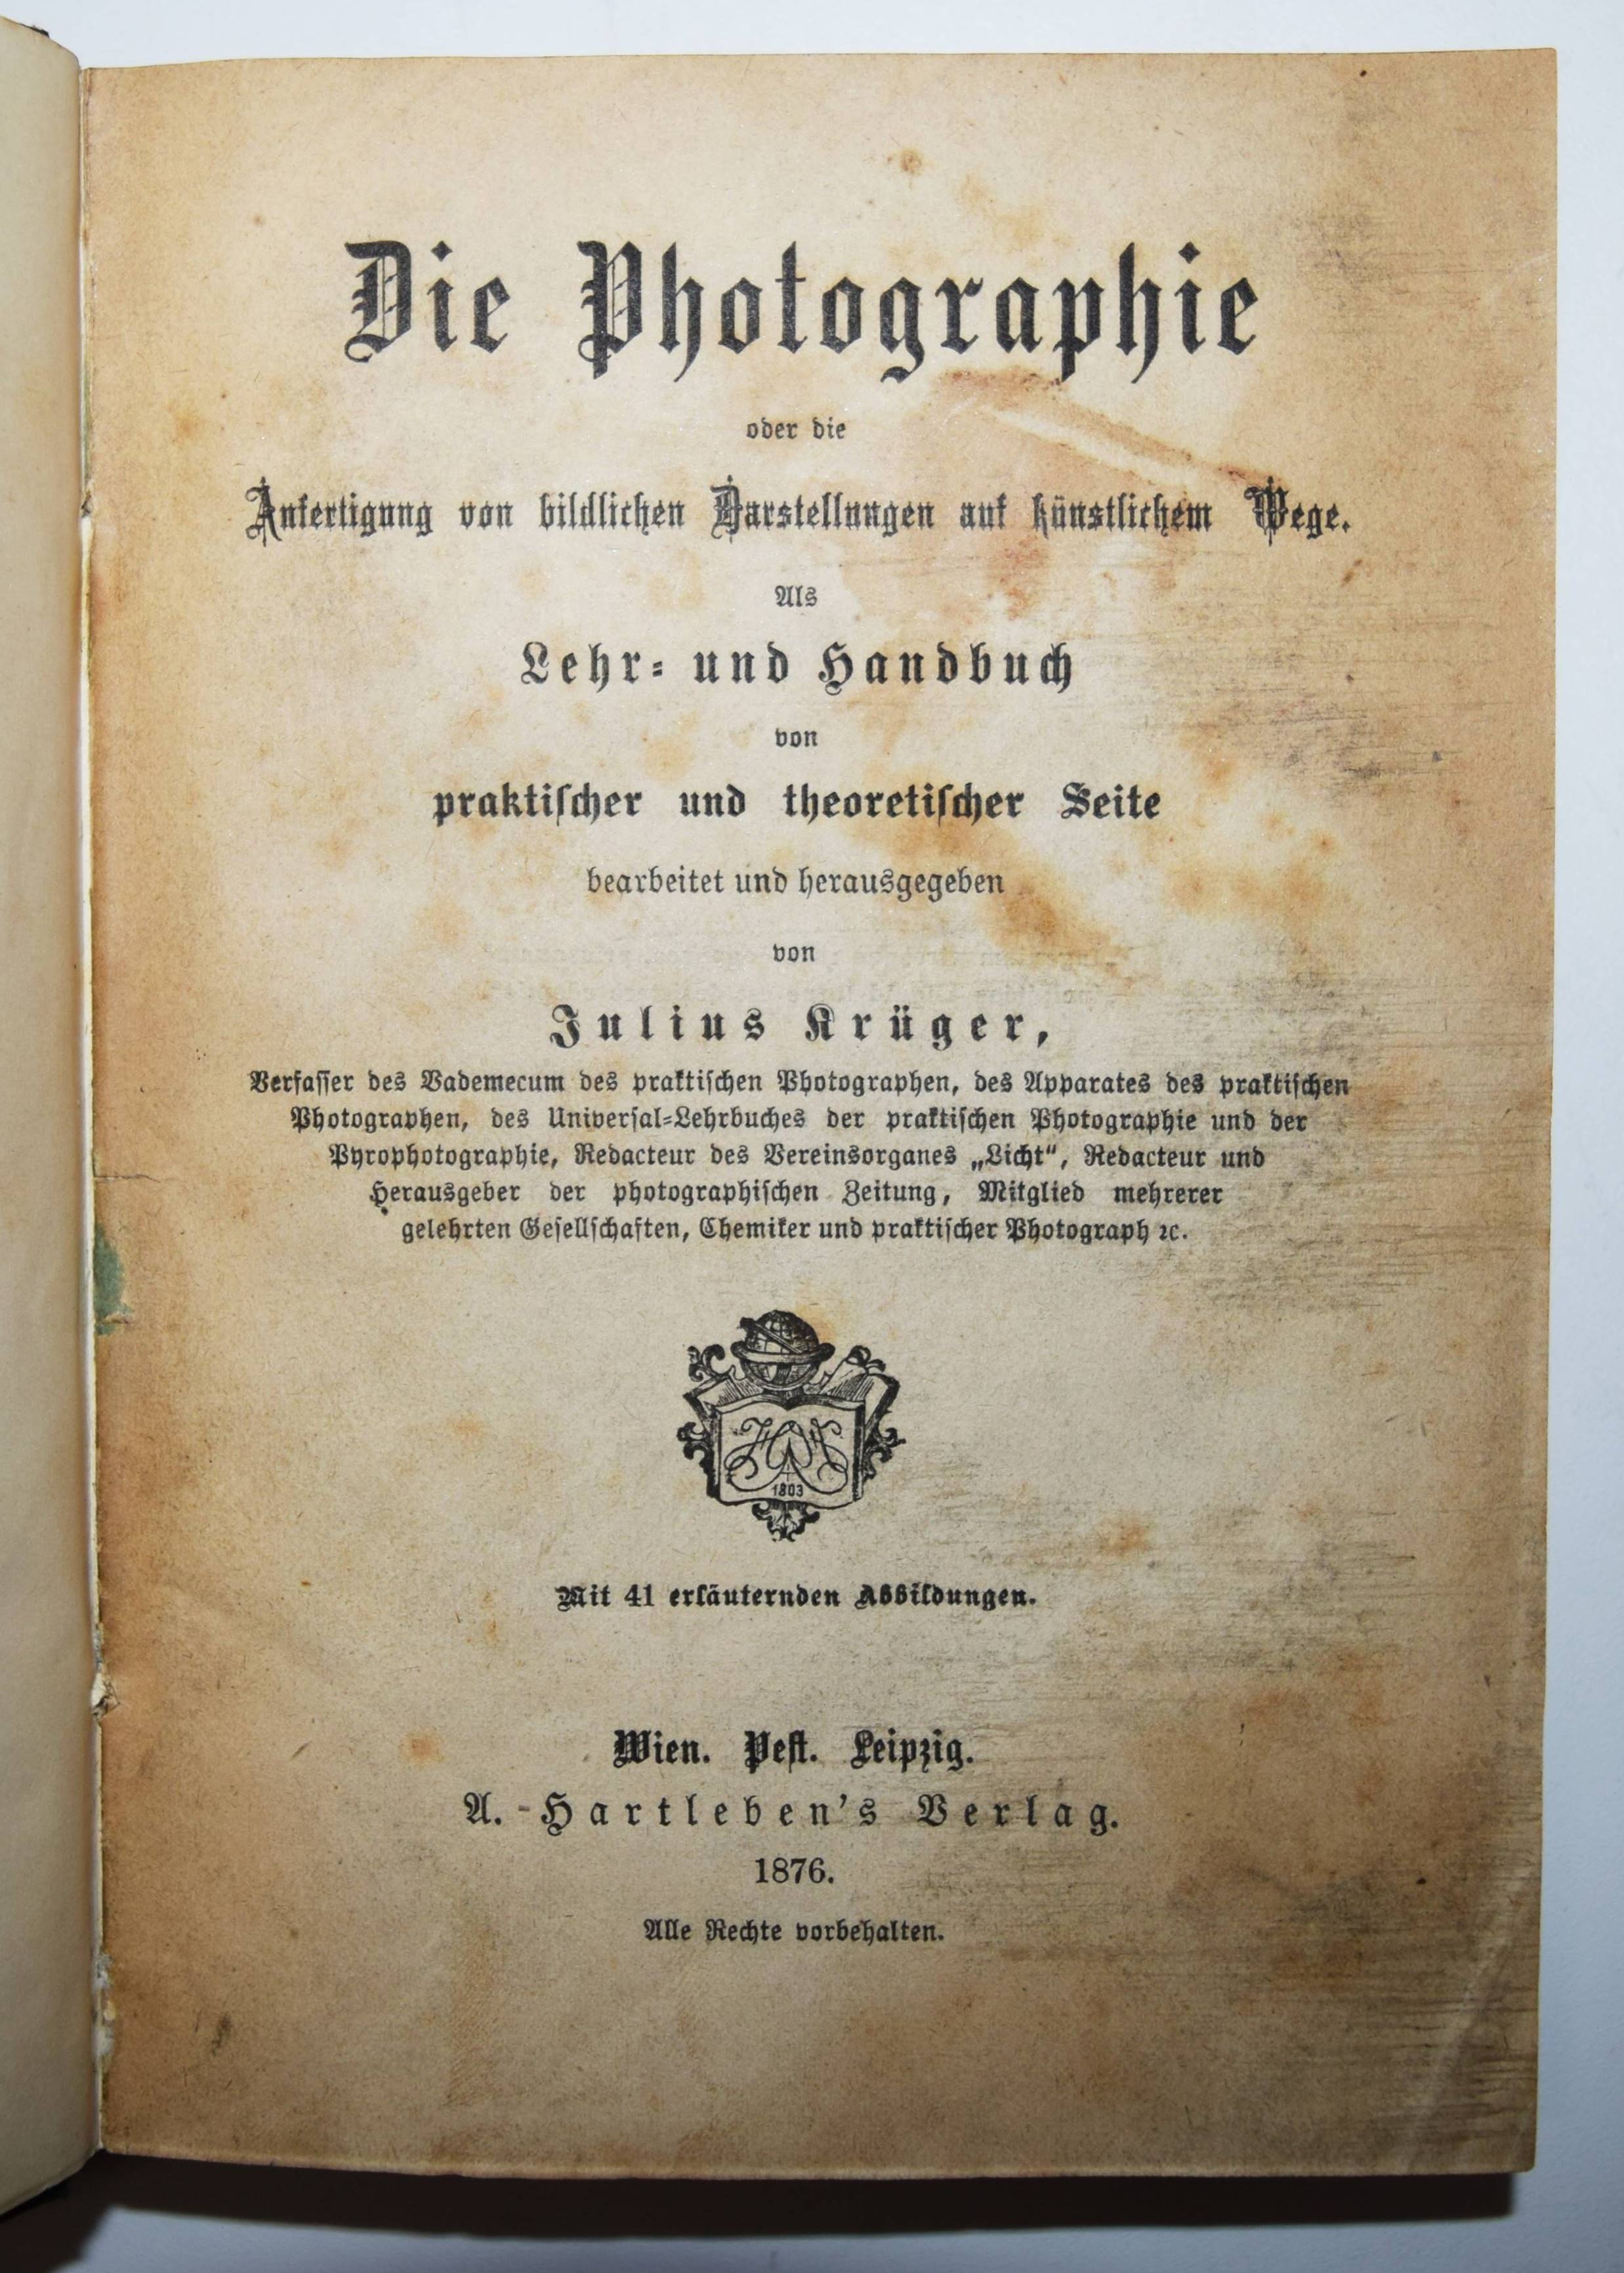 Die Photographie
oder die
Anfertigung von bildlichen Darstellungen auf künstlichem Wege.
Als
Lehr- und Handbuch
von
praktischer und theoretischer Seite
bearbeitet und herausgegeben
von
Julius Krüger,
Verfasser des Vademecum des praktischen Photographen, des Apparates des praktischen
Photographen, des Universal-Lehrbuches der praktischen Photographie und der
Pyrophotographie, Redacteur des Vereinsorganes „Licht“, Redacteur und
Herausgeber der photographischen Zeitung, Mitglied mehrerer
gelehrten Gesellschaften, Chemiker und praktischer Photograph ꝛc.
1803
Mit 41 erläuternden Abbildungen.
Wien. Pest. Leipzig.
A. Hartleben's Verlag.
1876.
Alle Rechte vorbehalten.